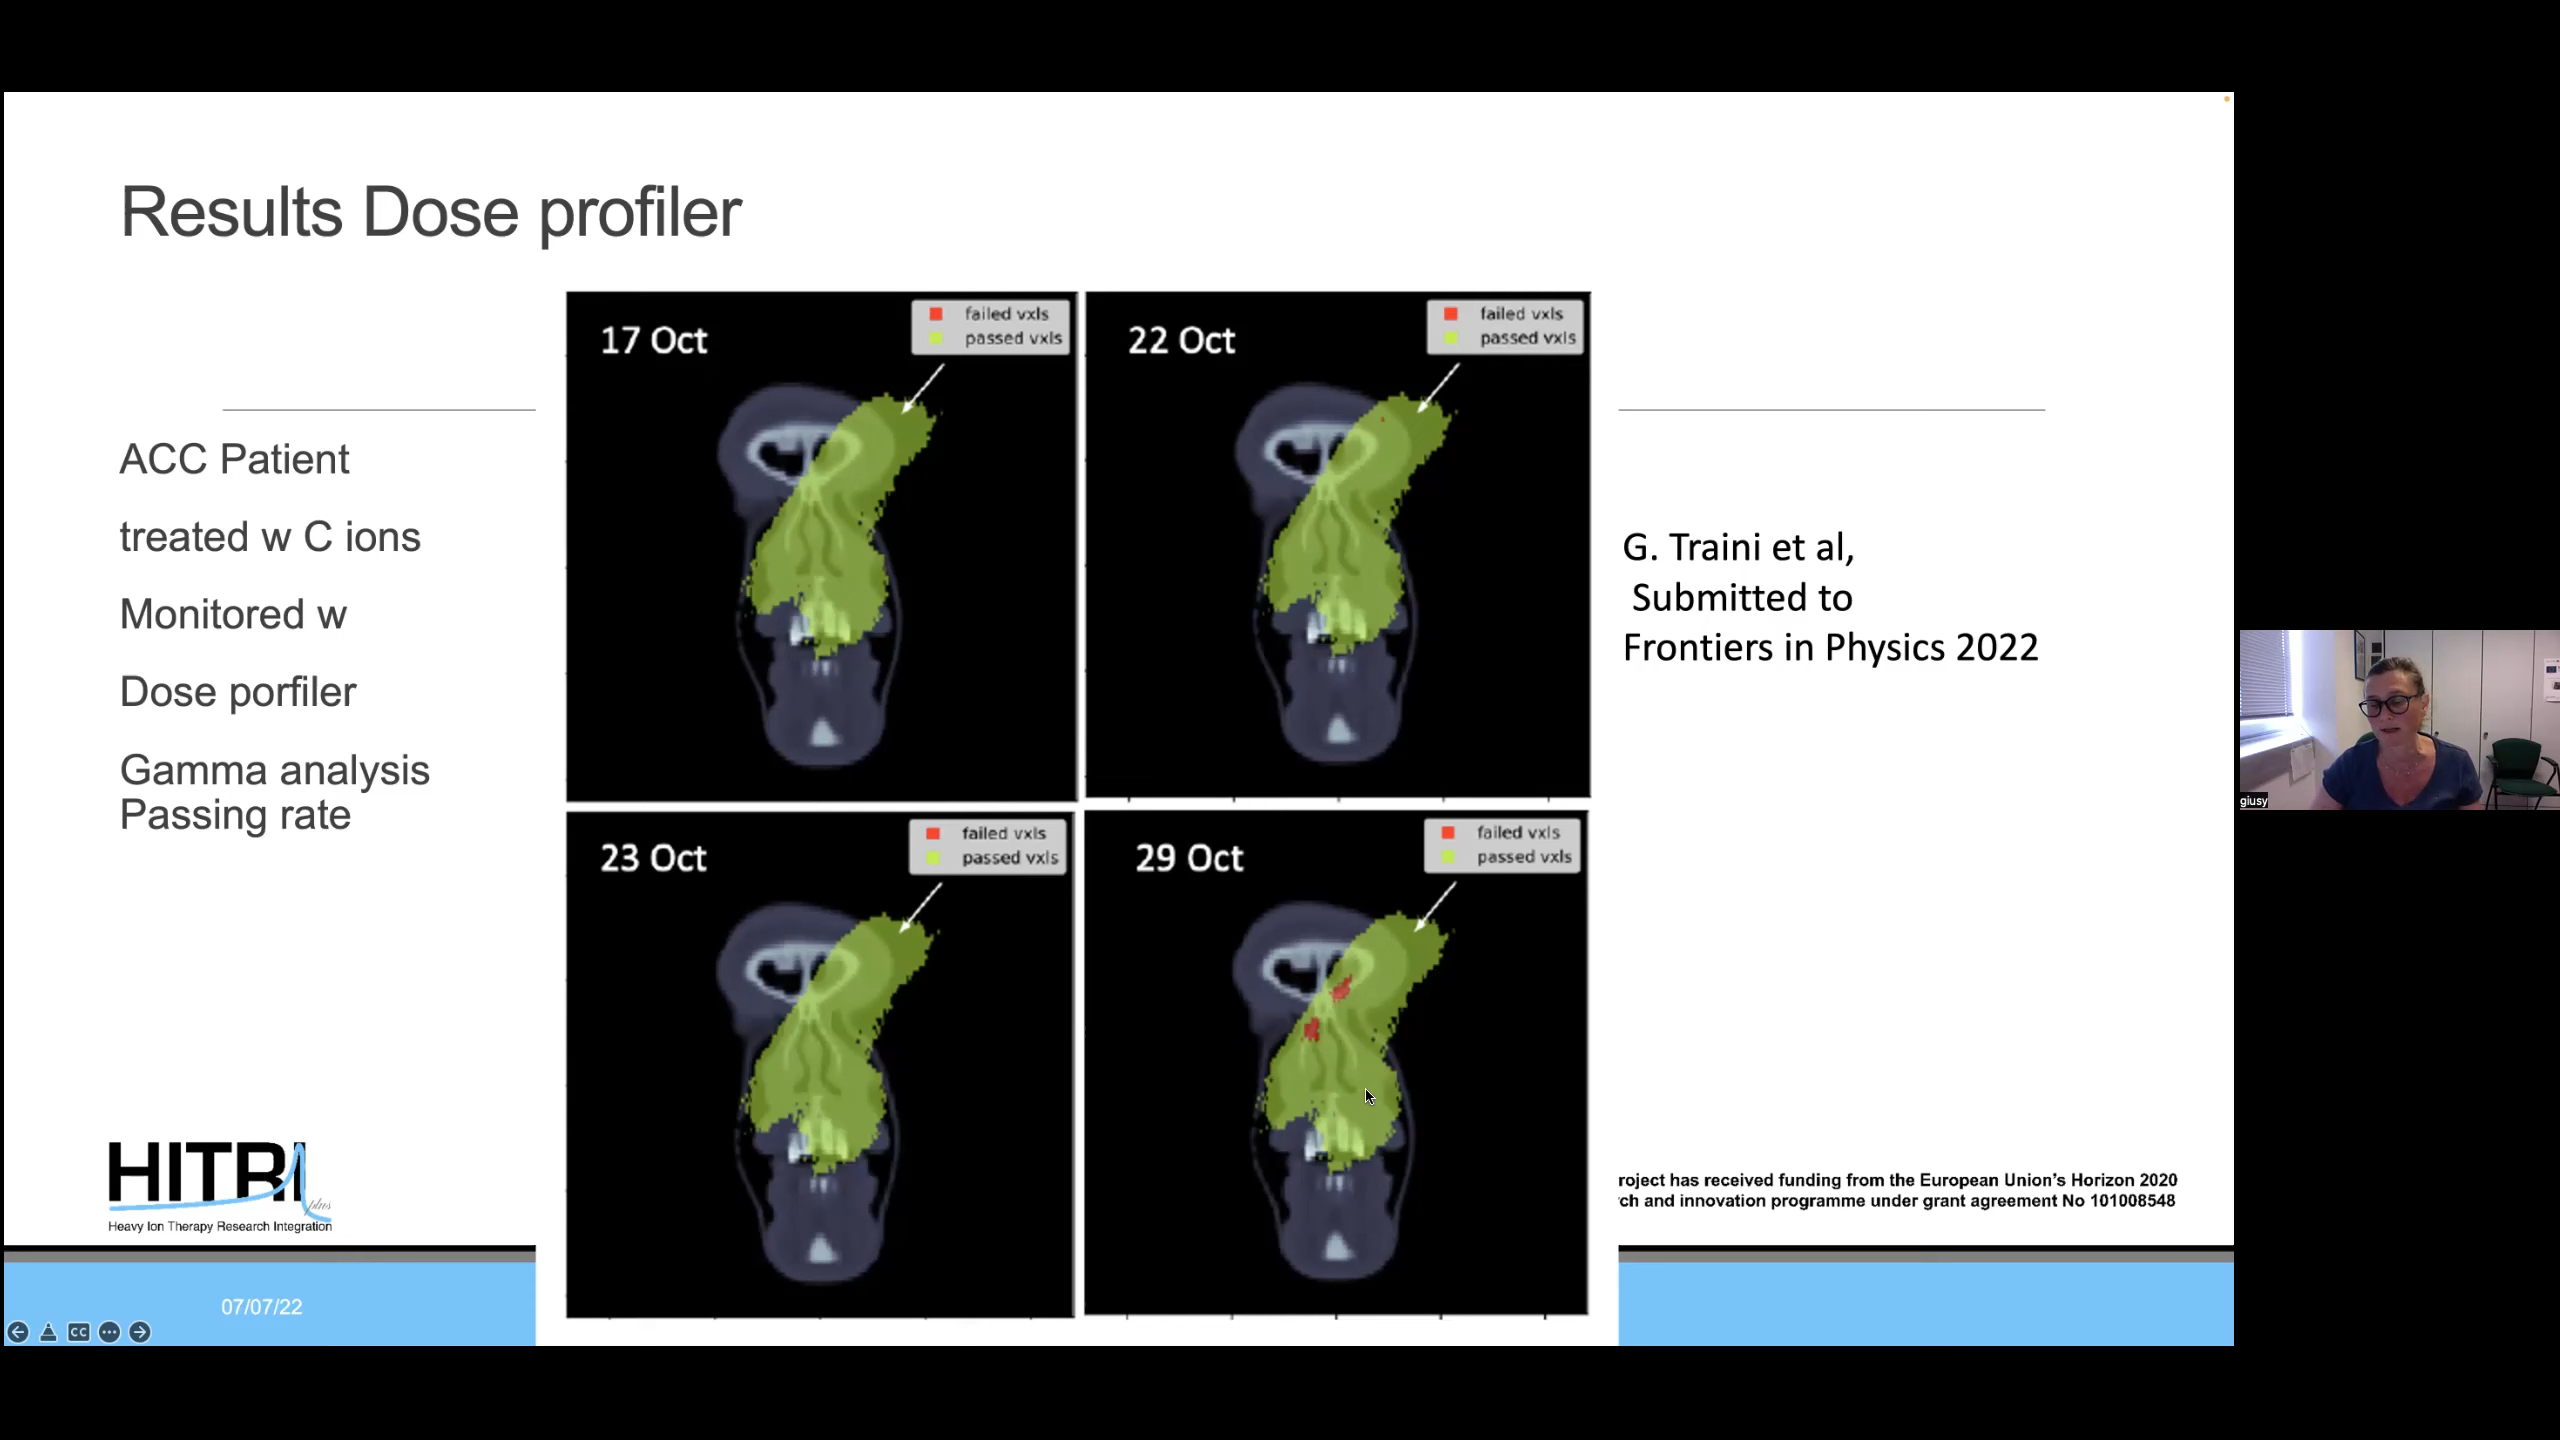 Results Dose profiler
ACC Patient
treated w C ions
Monitored w
Dose porfiler
Gamma analysis
Passing rate
17 Oct
failed vxls
passed vxls
22 Oct
failed vxls
passed vxls
23 Oct
failed vxls
passed vxls
29 Oct
failed vxls
passed vxls
G. Traini et al,
Submitted to
Frontiers in Physics 2022
giusy
HITRI
plus
Heavy Ion Therapy Research Integration
roject has received funding from the European Union's Horizon 2020
ch and innovation programme under grant agreement No 101008548
07/07/22
CC